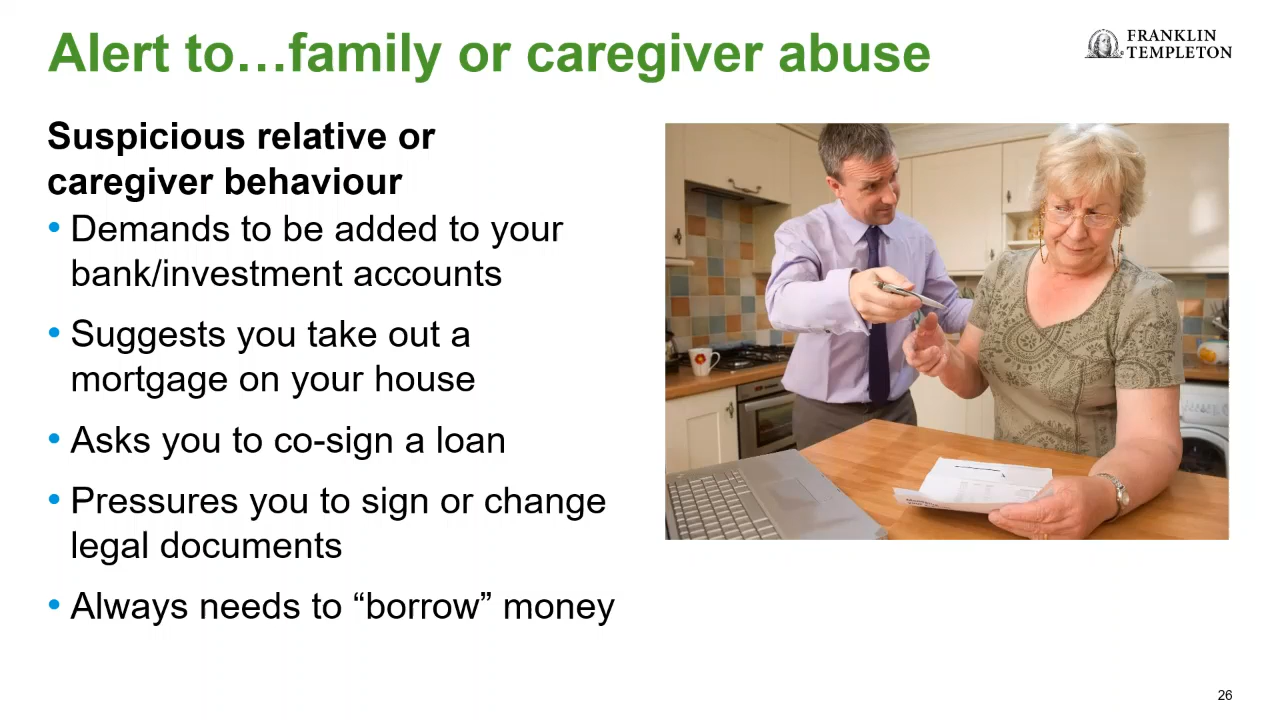 Alert to…family or caregiver abuse
FRANKLIN
TEMPLETON
Suspicious relative or
caregiver behaviour
• Demands to be added to your
bank/investment accounts
• Suggests you take out a
mortgage on your house
• Asks you to co-sign a loan
• Pressures you to sign or change
legal documents
• Always needs to “borrow” money
26